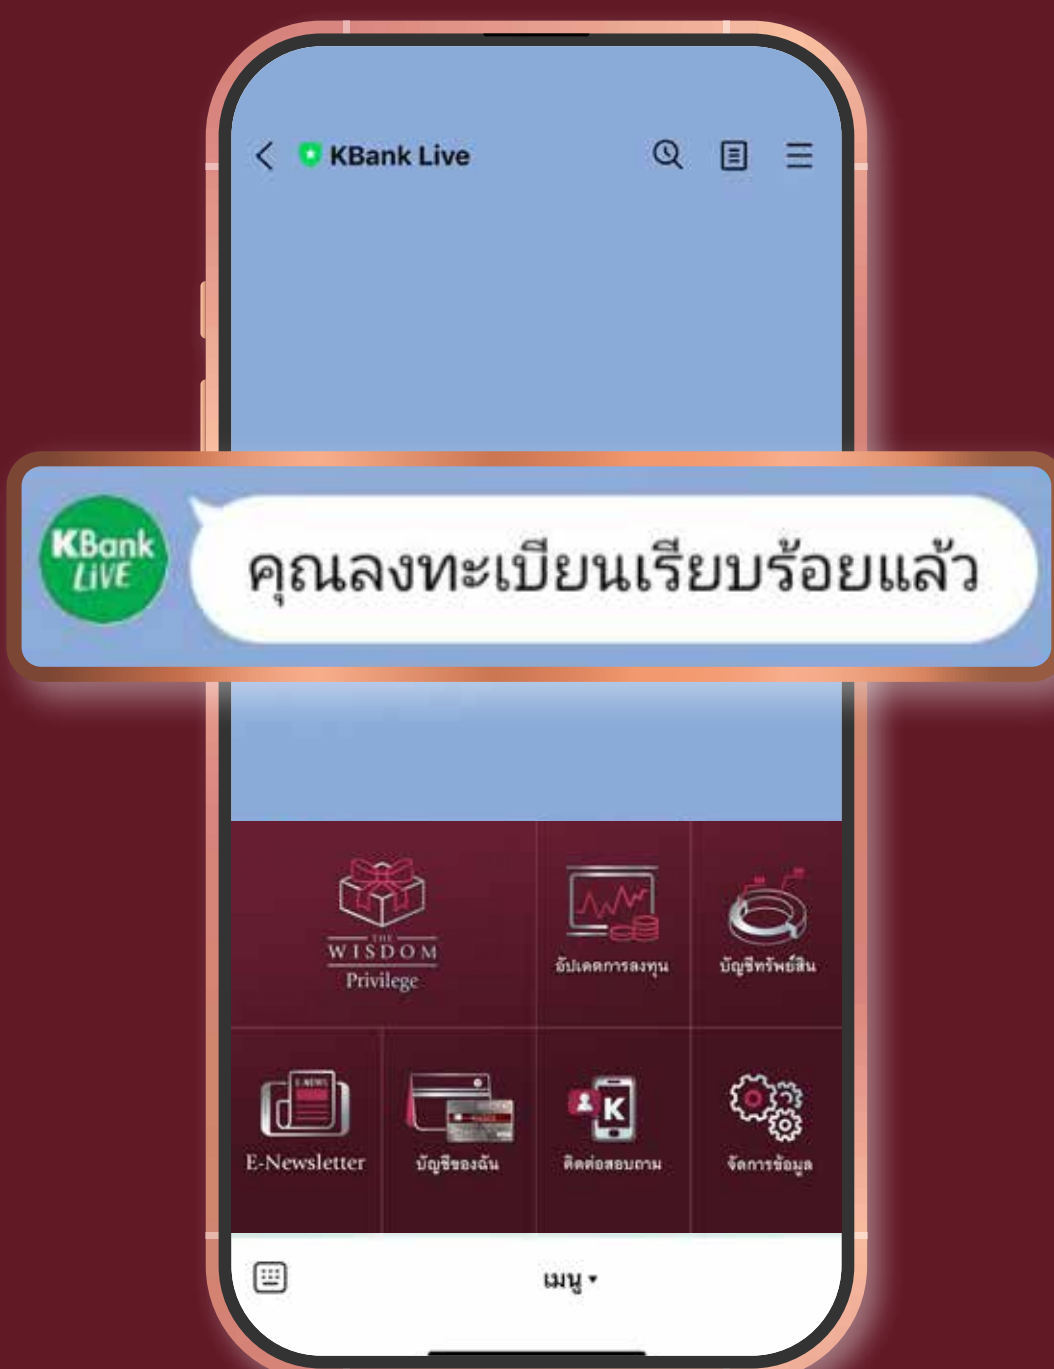 KBank Live
KBank
LiVE
คุณลงทะเบียนเรียบร้อยแล้ว
THE
WISDOM
Privilege
อัปเดตการลงทุน
บัญชีทรัพย์สิน
E-NEWS
E-Newsletter
บัญชีของฉัน
K
ติดต่อสอบถาม
จัดการข้อมูล
เมนู